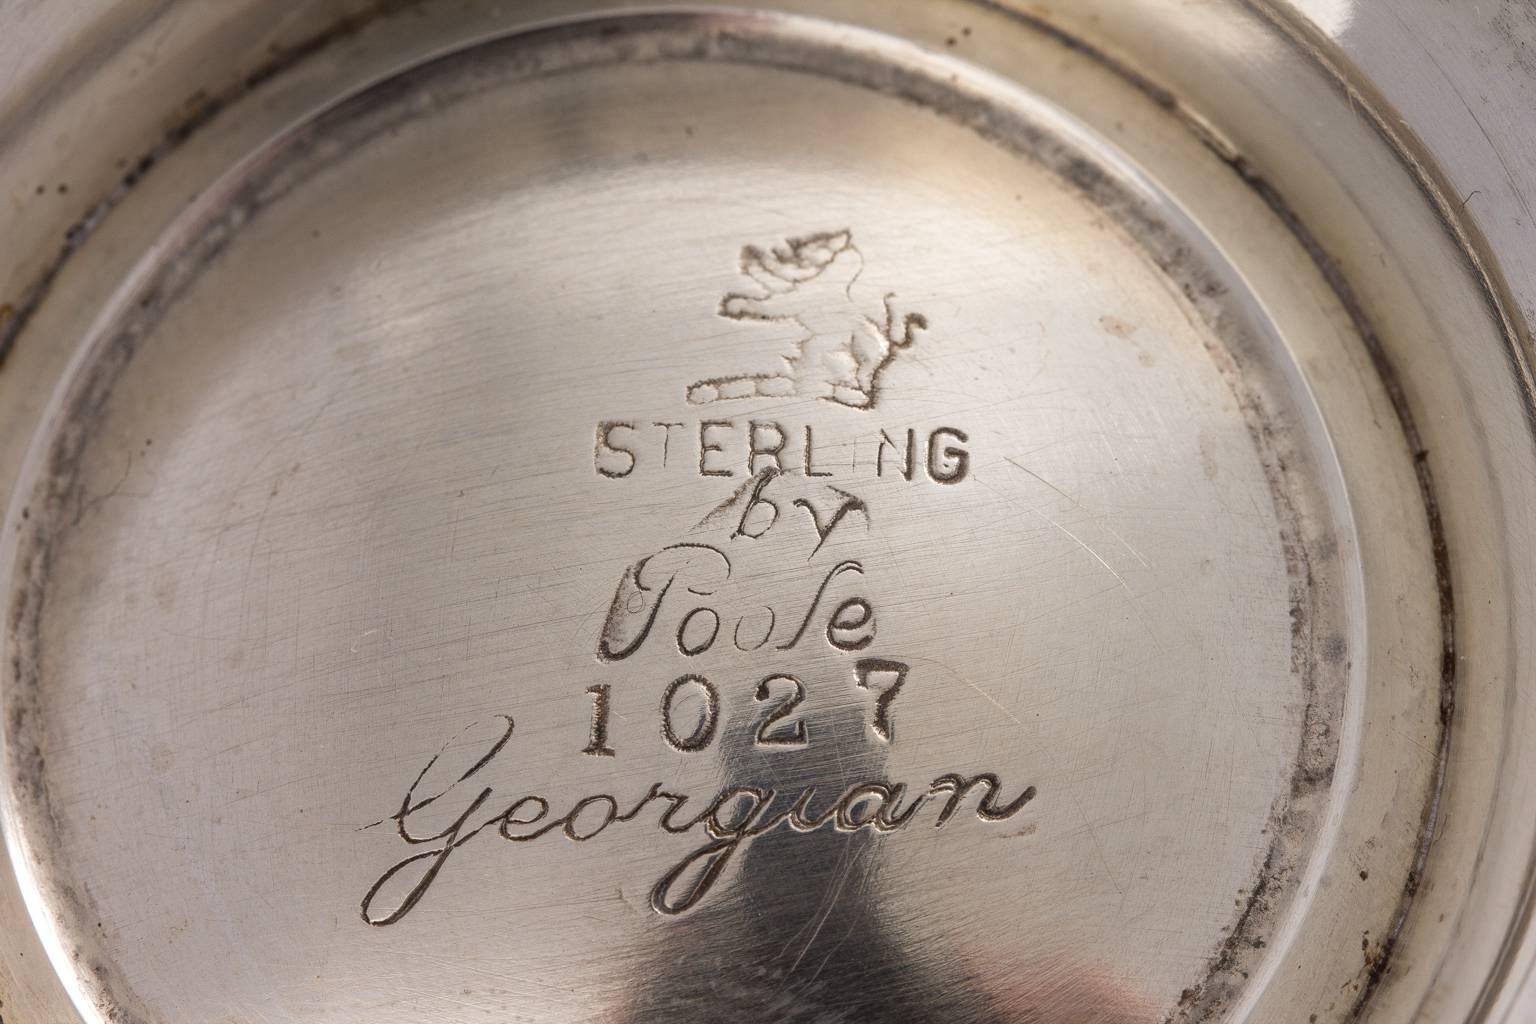 STERLING
by
Poole
1027
Georgian